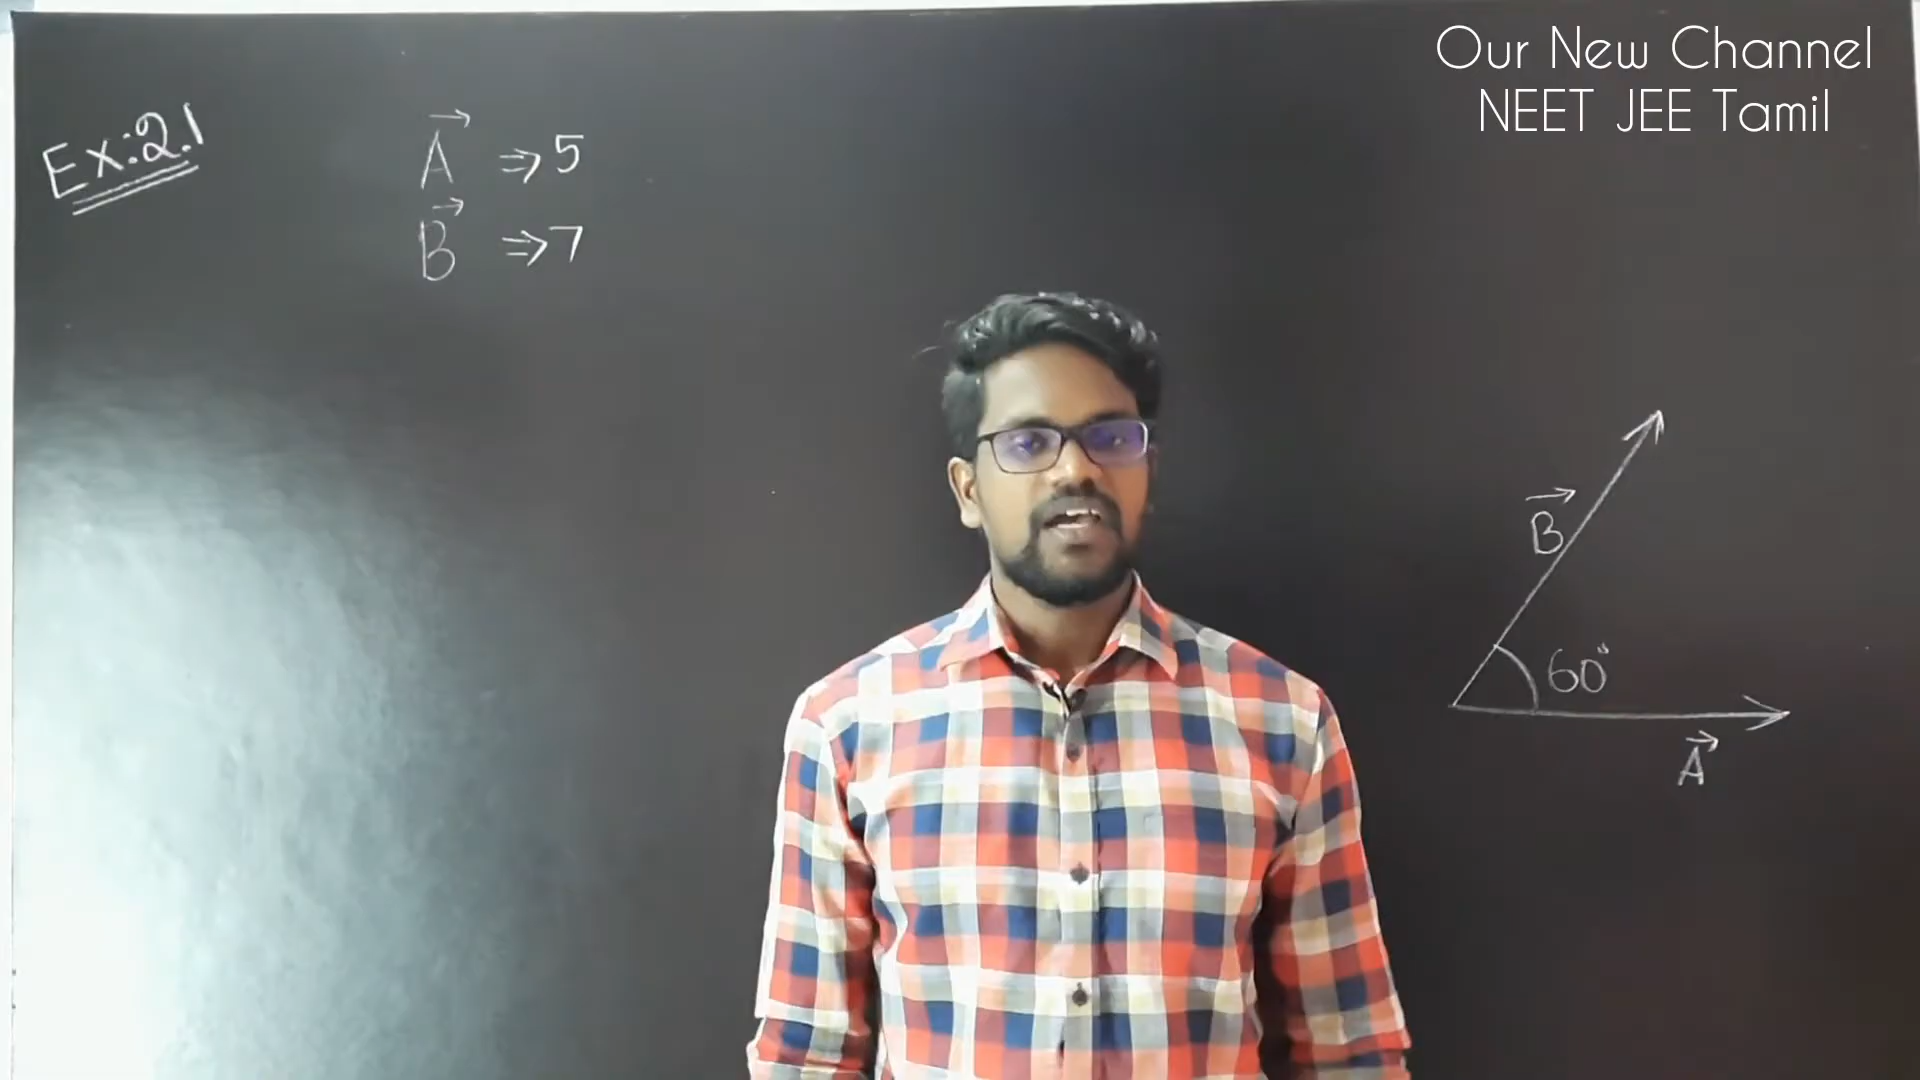 Our New Channel
NEET JEE Tamil
Ex:2.1
A⃗ ⇒ 5
B⃗ ⇒ 7
B⃗
60°
A⃗